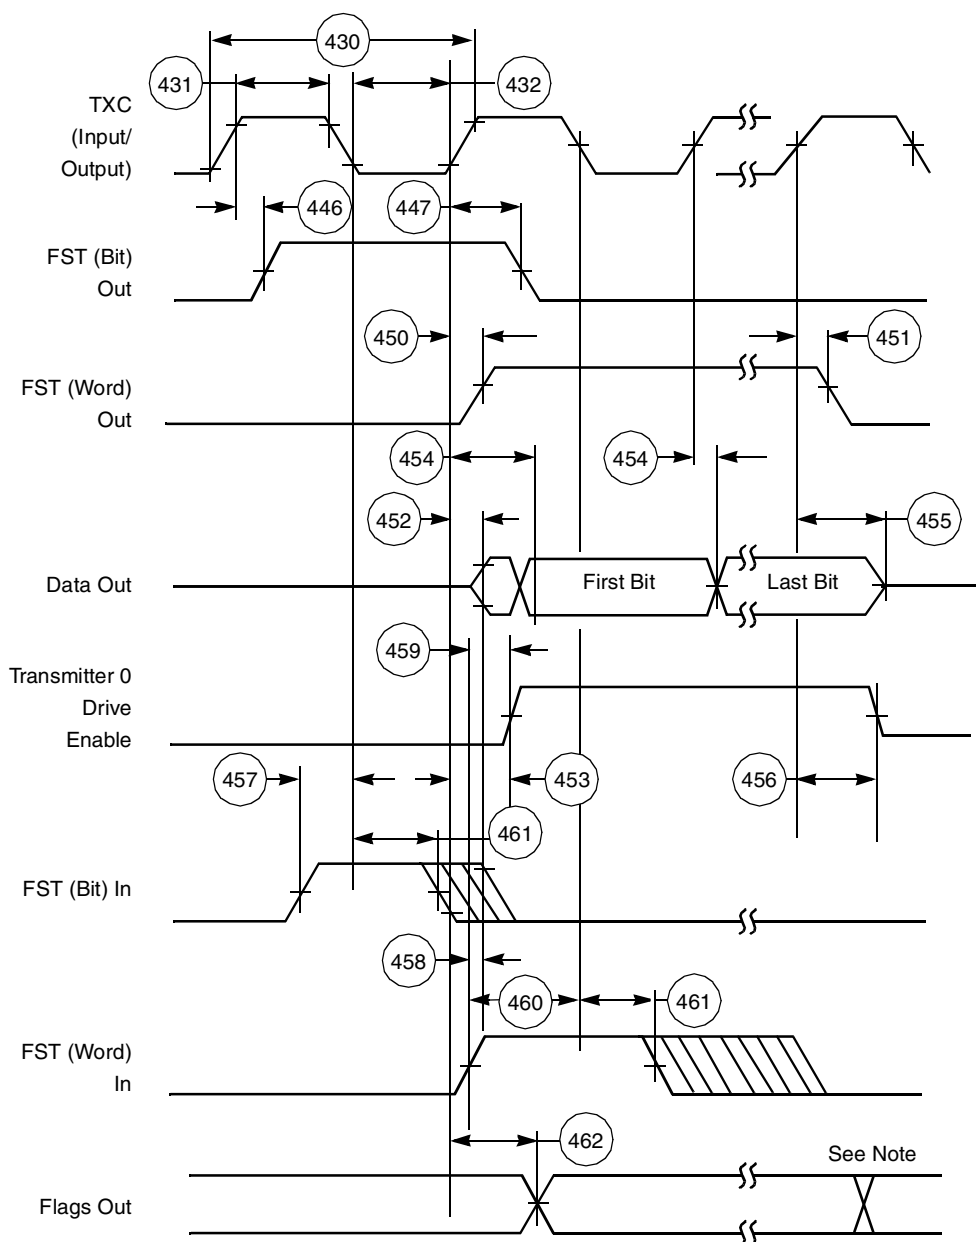 430
431
432
TXC
(Input/
Output)
446
447
FST (Bit)
Out
450
451
FST (Word)
Out
454
454
452
455
Data Out
First Bit
Last Bit
459
Transmitter 0
Drive
Enable
457
453
456
461
FST (Bit) In
458
460
461
FST (Word)
In
462
See Note
Flags Out